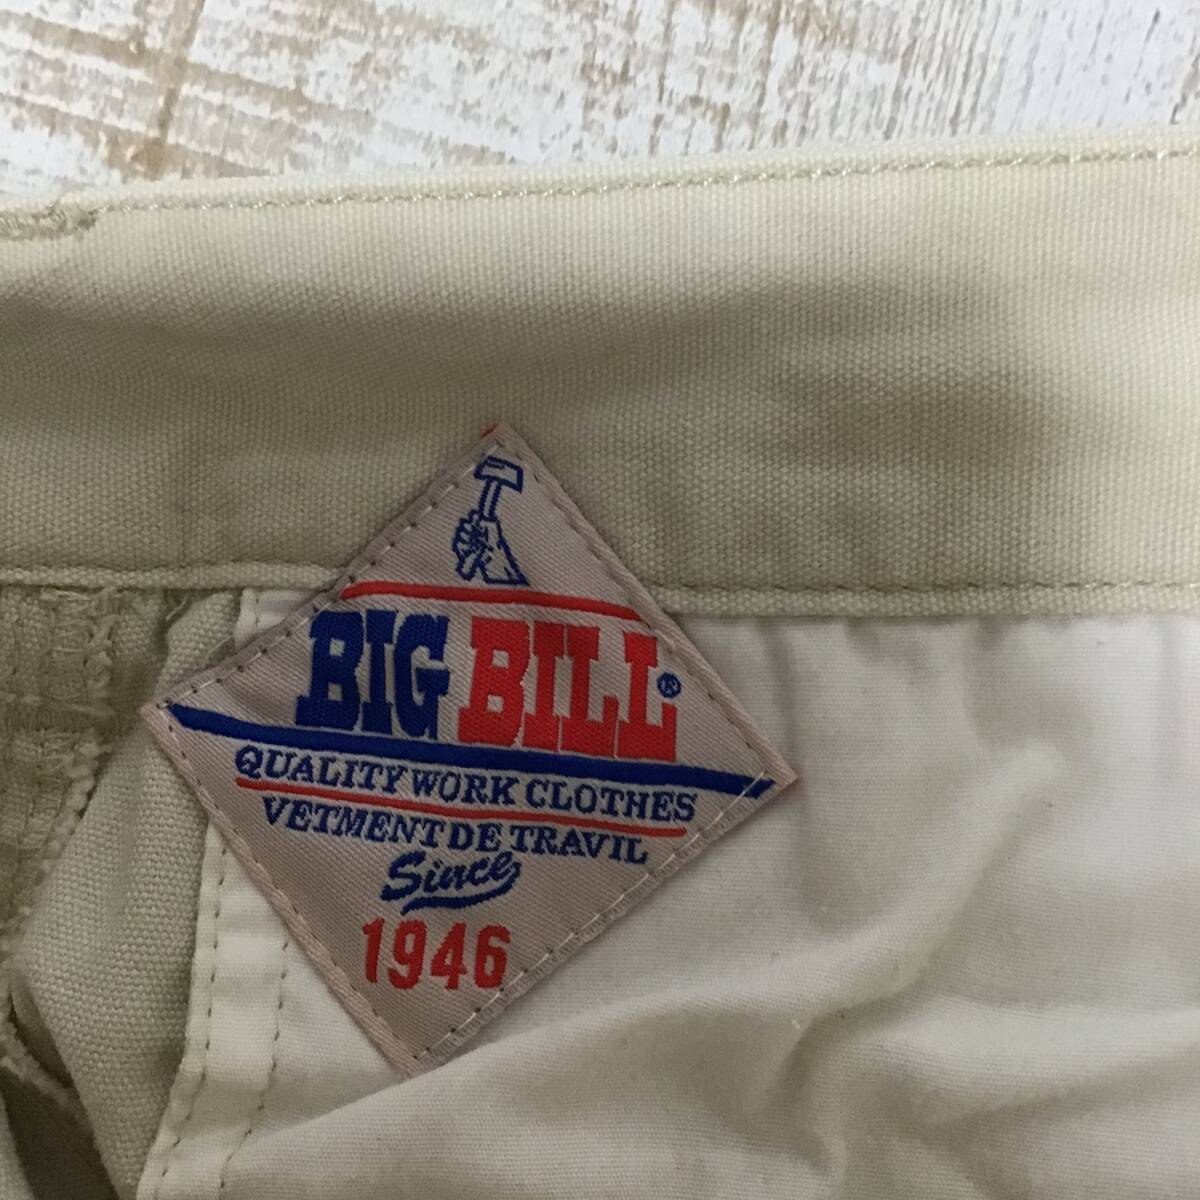 BIG BILL®
QUALITY WORK CLOTHES
VETMENT DE TRAVIL
Since
1946